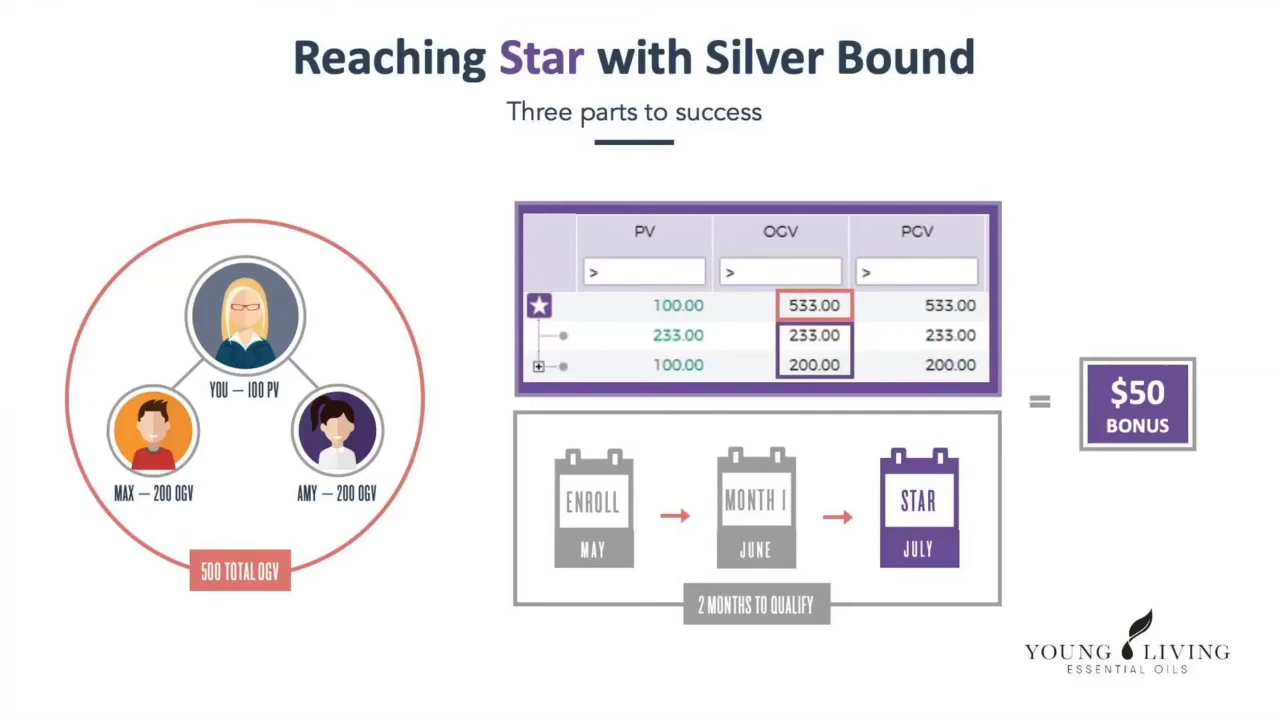 Reaching Star with Silver Bound
Three parts to success
YOU – 100 PV
MAX – 200 OGV
AMY – 200 OGV
500 TOTAL OGV
PV OGV PGV
> > >
100.00 533.00 533.00
233.00 233.00 233.00
100.00 200.00 200.00
ENROLL
MAY
MONTH 1
JUNE
STAR
JULY
2 MONTHS TO QUALIFY
=
$50
BONUS
YOUNG LIVING
ESSENTIAL OILS